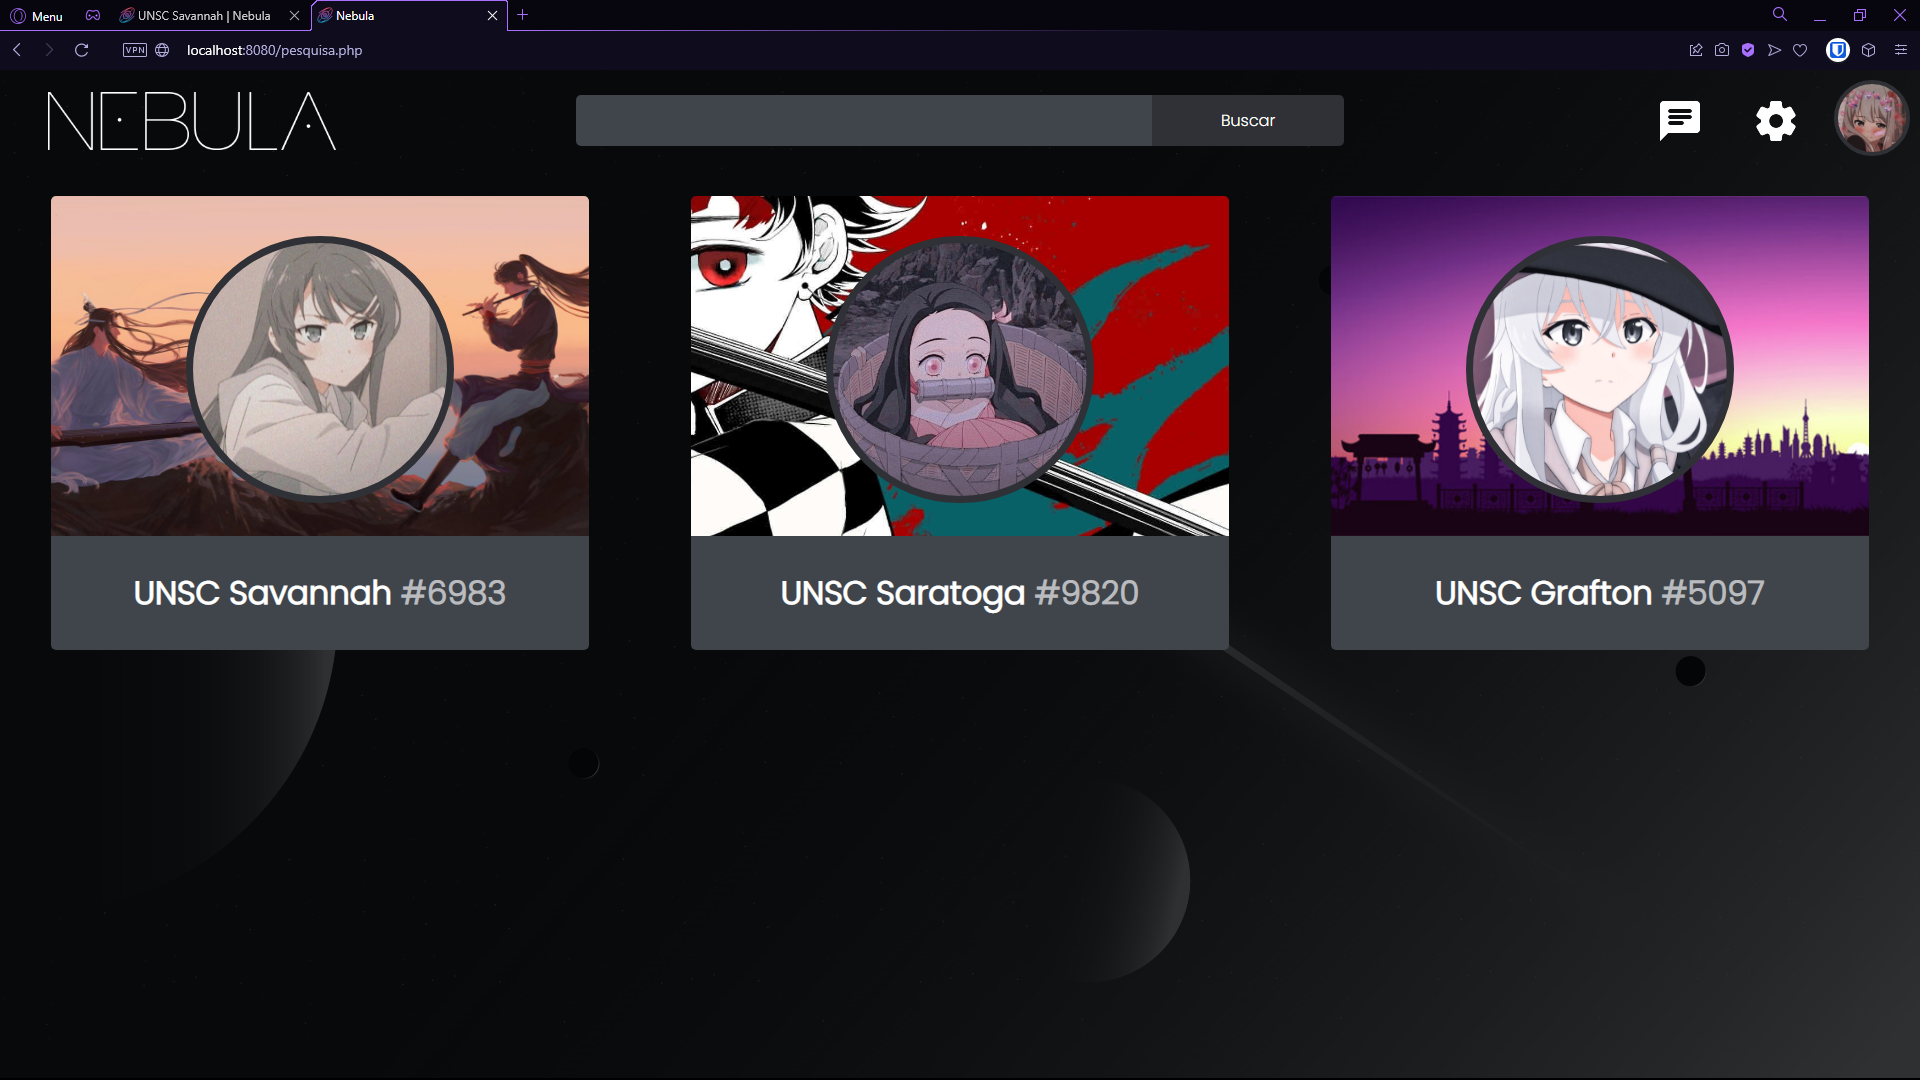 Menu
UNSC Savannah | Nebula
Nebula
VPN
localhost:8080/pesquisa.php
NEBULA
Buscar
UNSC Savannah #6983
UNSC Saratoga #9820
UNSC Grafton #5097